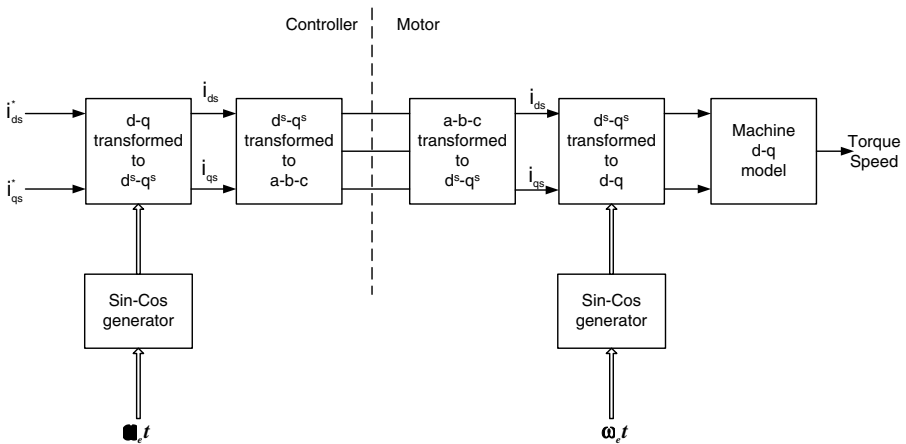 Controller
Motor
i*ds
i*qs
d-q
transformed
to
dˢ-qˢ
ids
iqs
dˢ-qˢ
transformed
to
a-b-c
a-b-c
transformed
to
dˢ-qˢ
ids
iqs
dˢ-qˢ
transformed
to
d-q
Machine
d-q
model
Torque
Speed
Sin-Cos
generator
Sin-Cos
generator
ₑt
ωₑt